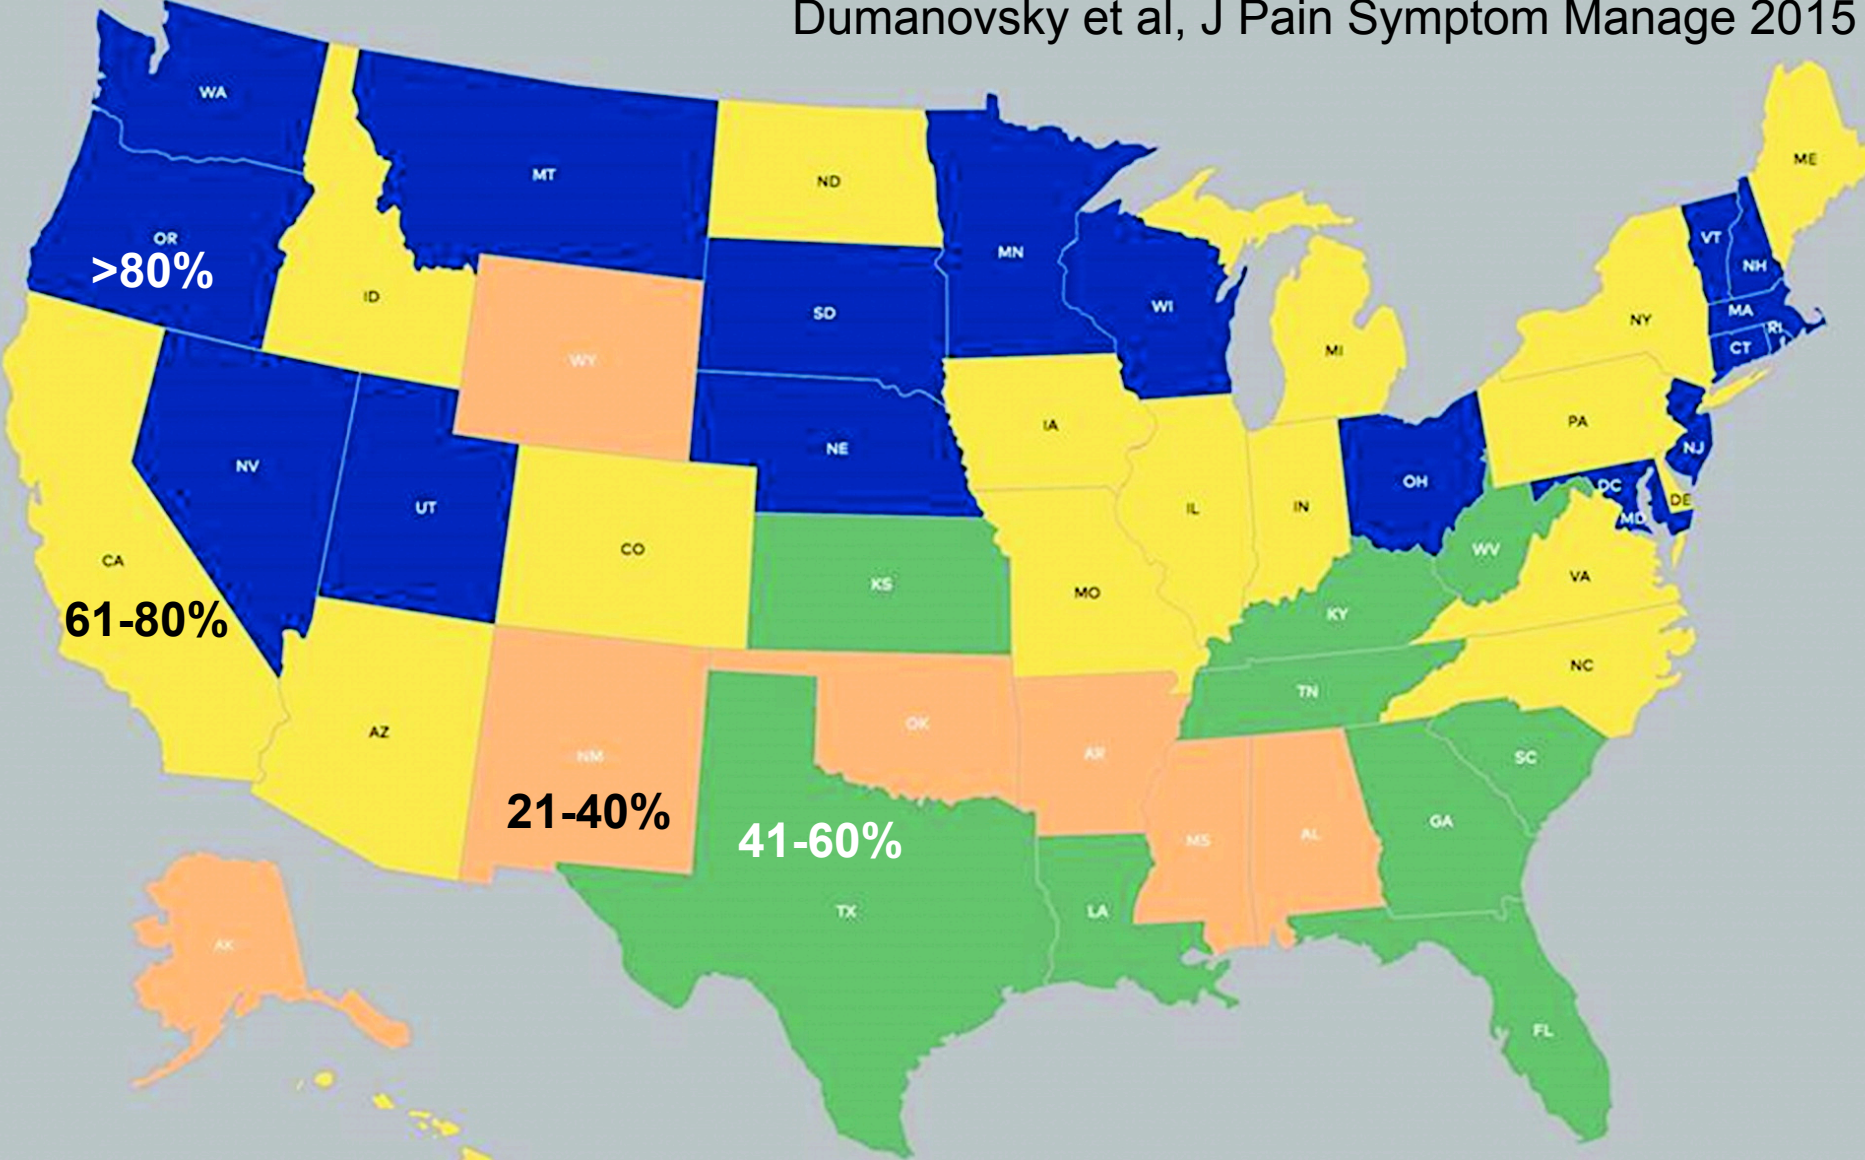 Dumanovsky et al, J Pain Symptom Manage 2015
WA
MT
ND
ME
OR
>80%
MN
VT
NH
ID
SD
WI
MA
NY
RI
CT
WY
MI
IA
PA
NE
NJ
NV
OH
DC
DE
UT
IL
IN
MD
CO
WV
CA
KS
VA
MO
KY
61-80%
NC
TN
AZ
OK
NM
AR
SC
21-40%
GA
MS
AL
41-60%
TX
LA
AK
FL